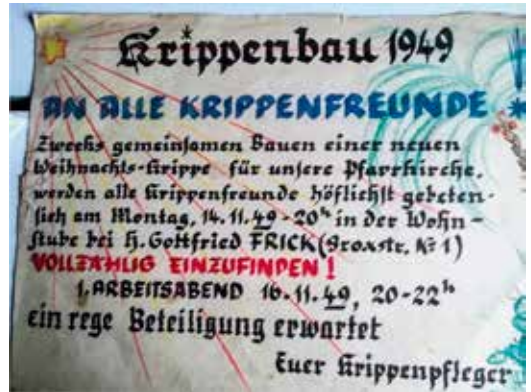 Krippenbau 1949
AN ALLE KRIPPENFREUNDE
Zwecks gemeinsamen Bauen einer neuen
Weihnachts-Krippe für unsere Pfarrkirche,
werden alle Krippenfreunde höflichst gebeten
sich am Montag, 14.11.49 - 20h in der Wohn-
stube bei H. Gottfried FRICK (Groxstr. № 1)
VOLLZÄHLIG EINZUFINDEN!
1. ARBEITSABEND 16.11.49, 20-22h
ein rege Beteiligung erwartet
Euer Krippenpfleger